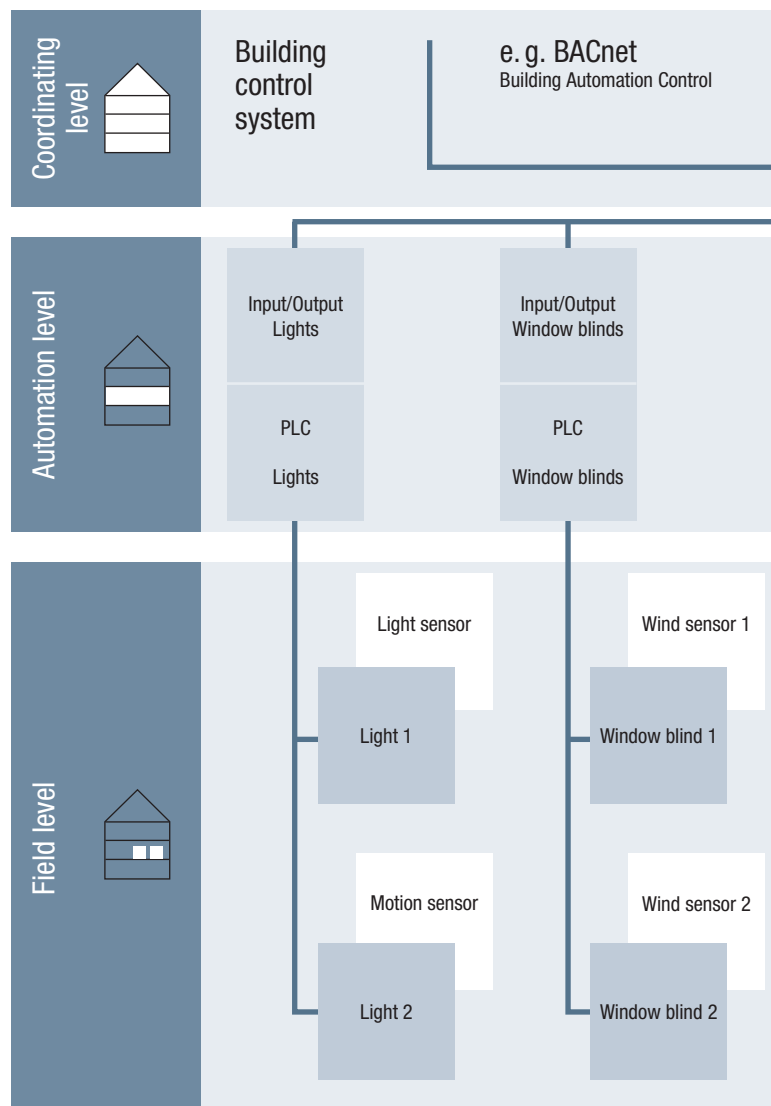 Coordinating
level
Building
control
system
e. g. BACnet
Building Automation Control
Automation level
Input/Output
Lights
Input/Output
Window blinds
PLC
Lights
PLC
Window blinds
Field level
Light sensor
Wind sensor 1
Light 1
Window blind 1
Motion sensor
Wind sensor 2
Light 2
Window blind 2